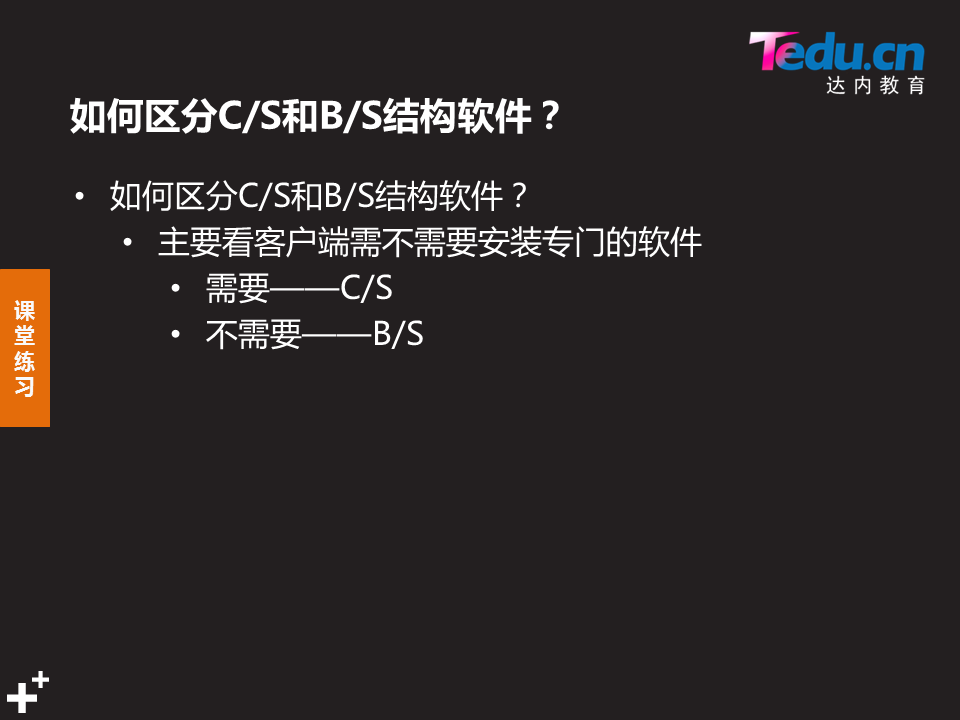 Tedu.cn
达内教育
如何区分C/S和B/S结构软件？
• 如何区分C/S和B/S结构软件？
• 主要看客户端需不需要安装专门的软件
• 需要——C/S
• 不需要——B/S
课堂练习